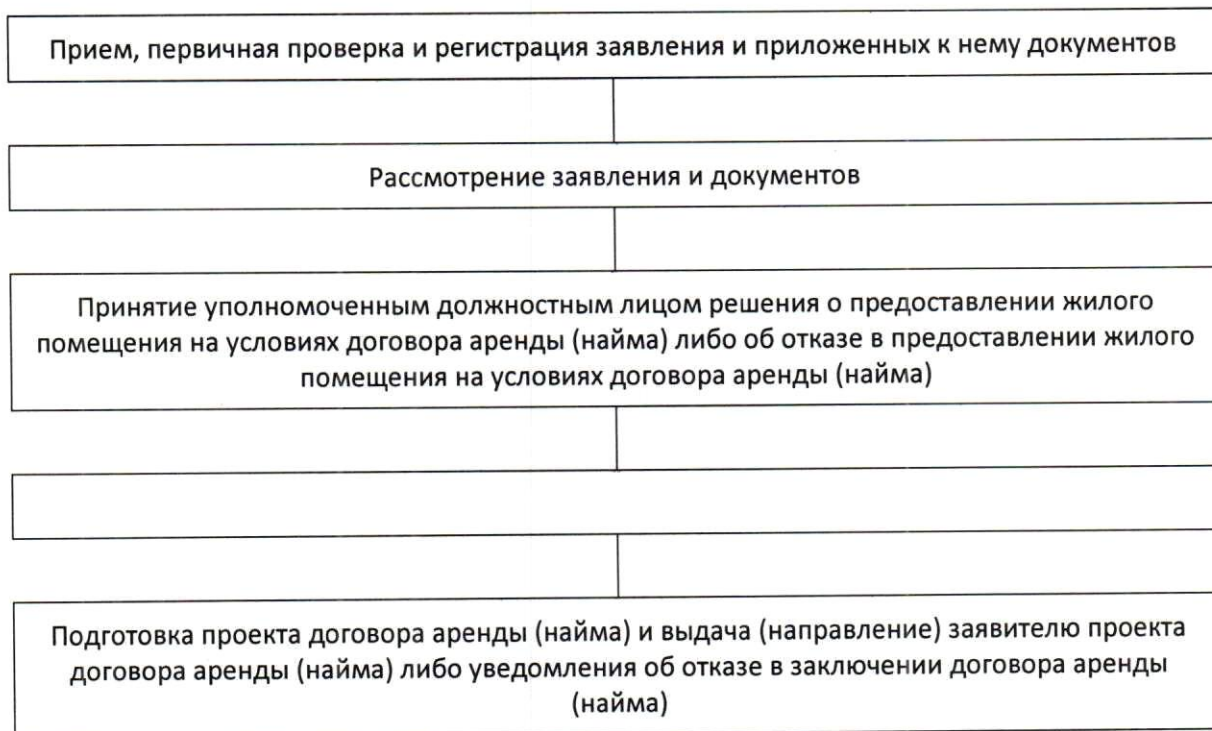 Прием, первичная проверка и регистрация заявления и приложенных к нему документов
Рассмотрение заявления и документов
Принятие уполномоченным должностным лицом решения о предоставлении жилого
помещения на условиях договора аренды (найма) либо об отказе в предоставлении жилого
помещения на условиях договора аренды (найма)
Подготовка проекта договора аренды (найма) и выдача (направление) заявителю проекта
договора аренды (найма) либо уведомления об отказе в заключении договора аренды
(найма)